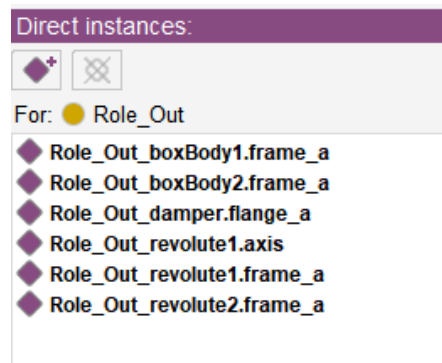 Direct instances:
For: Role_Out
Role_Out_boxBody1.frame_a
Role_Out_boxBody2.frame_a
Role_Out_damper.flange_a
Role_Out_revolute1.axis
Role_Out_revolute1.frame_a
Role_Out_revolute2.frame_a